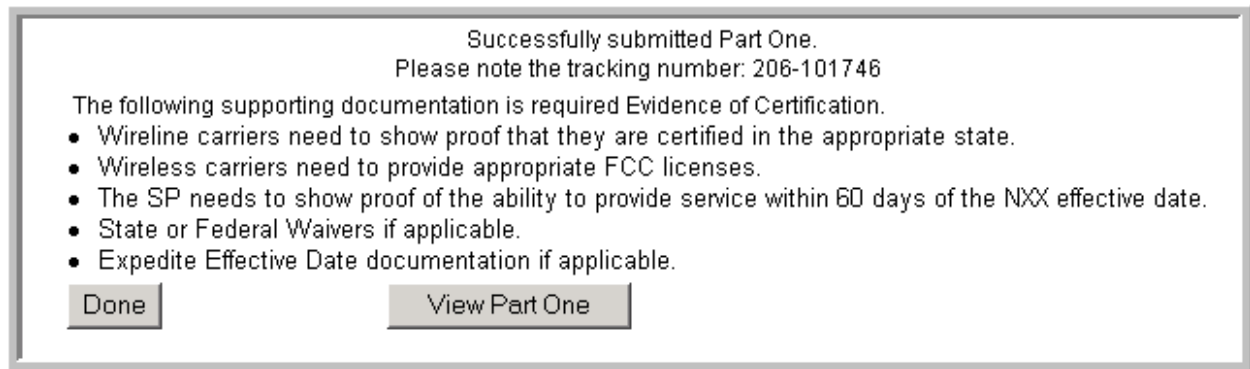 Successfully submitted Part One.
Please note the tracking number: 206-101746
The following supporting documentation is required Evidence of Certification.
• Wireline carriers need to show proof that they are certified in the appropriate state.
• Wireless carriers need to provide appropriate FCC licenses.
• The SP needs to show proof of the ability to provide service within 60 days of the NXX effective date.
• State or Federal Waivers if applicable.
• Expedite Effective Date documentation if applicable.
Done View Part One